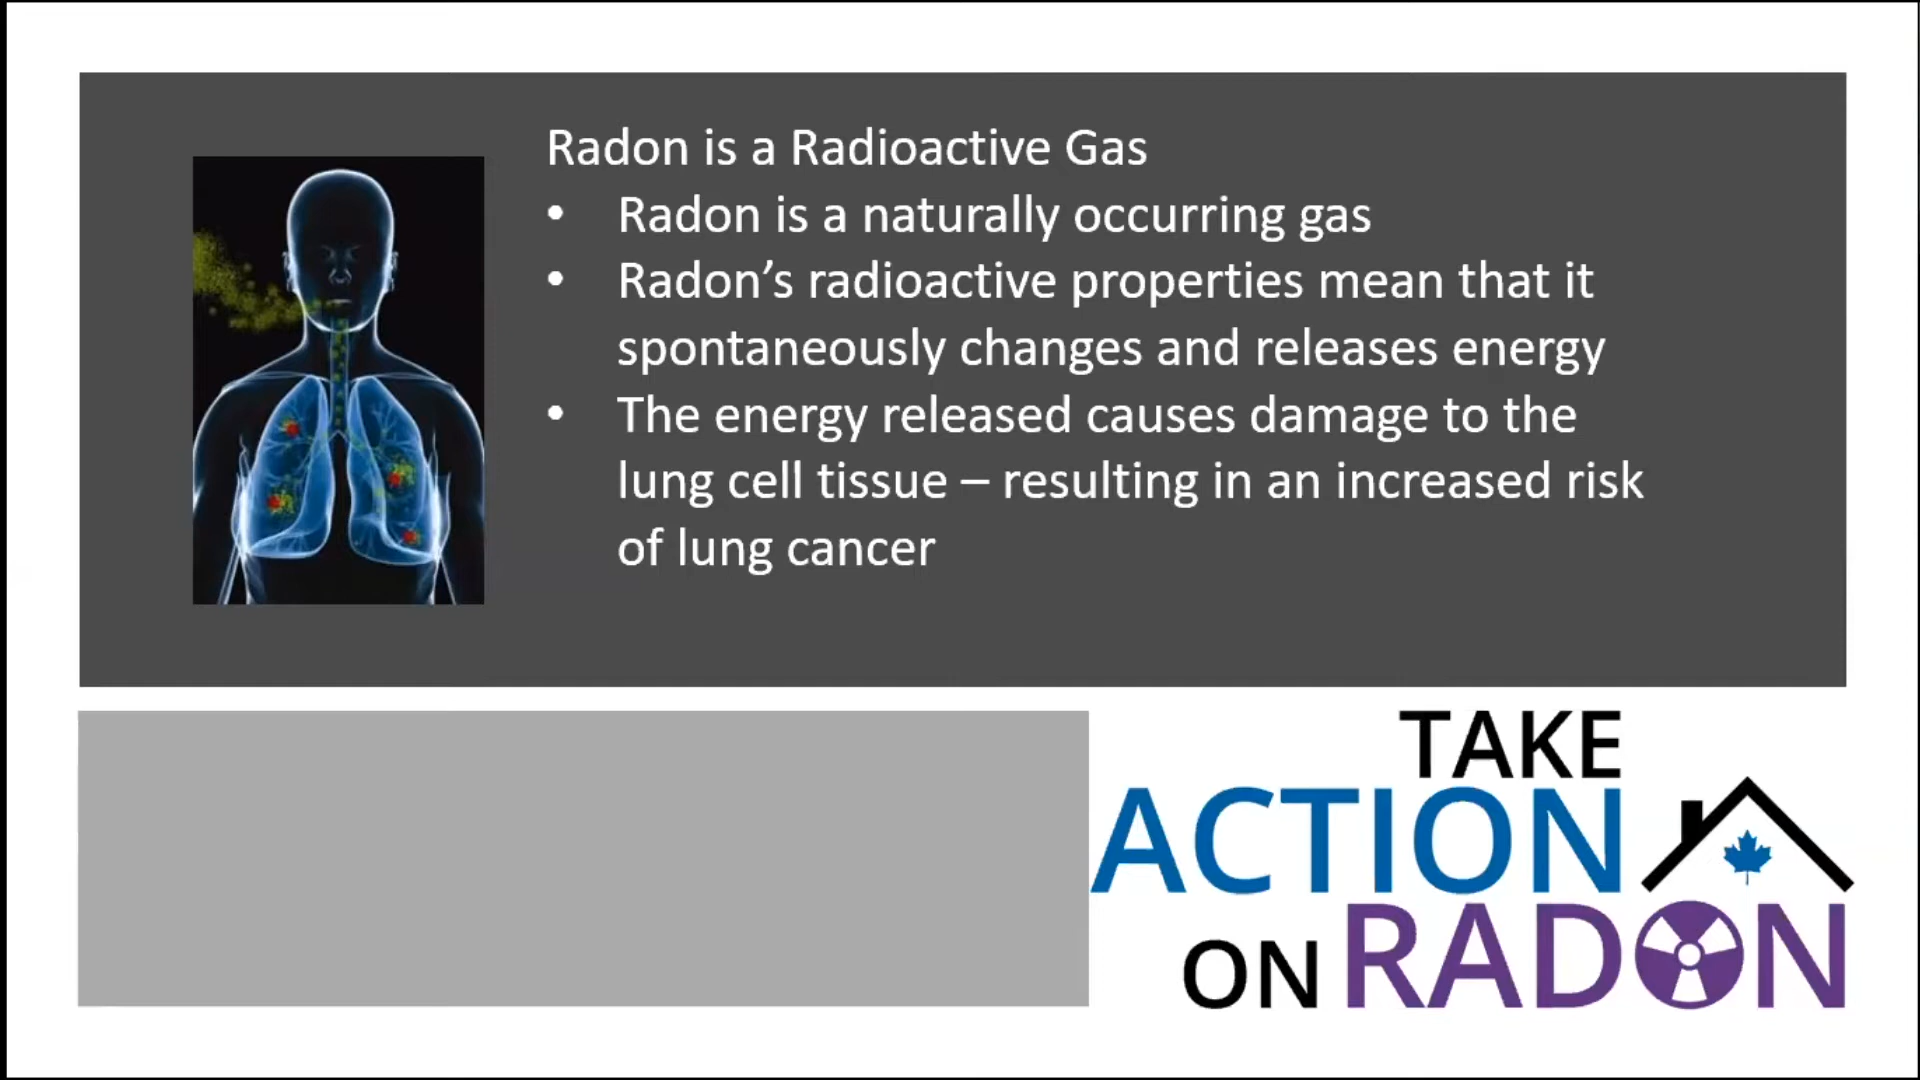 Radon is a Radioactive Gas
• Radon is a naturally occurring gas
• Radon’s radioactive properties mean that it
spontaneously changes and releases energy
• The energy released causes damage to the
lung cell tissue – resulting in an increased risk
of lung cancer
TAKE
ACTION
ON RADON